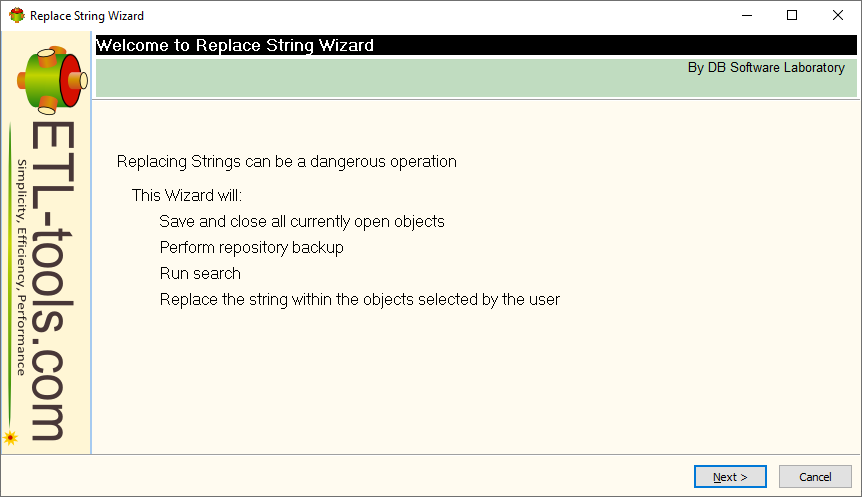 Replace String Wizard
Welcome to Replace String Wizard
By DB Software Laboratory
ETL-tools.com
Simplicity, Efficiency, Performance
Replacing Strings can be a dangerous operation
This Wizard will:
Save and close all currently open objects
Perform repository backup
Run search
Replace the string within the objects selected by the user
Next >
Cancel